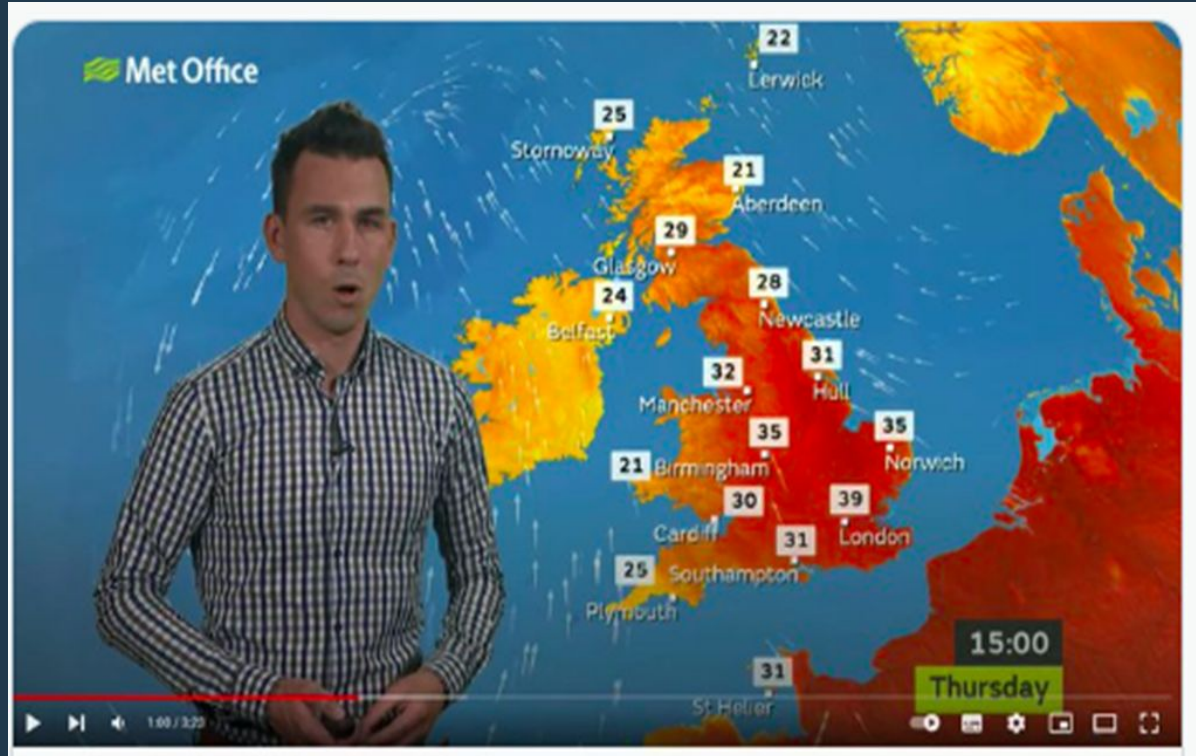 Met Office
22
Lerwick
25
Stornoway
21
Aberdeen
29
Glasgow
24
Belfast
28
Newcastle
31
Hull
32
Manchester
35
Birmingham
35
Norwich
21
30
Cardiff
39
London
31
Southampton
25
Plymouth
31
St Helier
15:00
Thursday
1:00 / 3:23